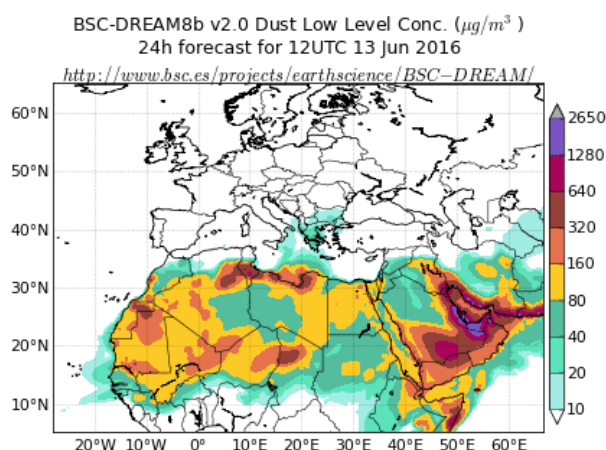 BSC-DREAM8b v2.0 Dust Low Level Conc. (μg/m³ )
24h forecast for 12UTC 13 Jun 2016
http://www.bsc.es/projects/earthscience/BSC−DREAM/
60°N
50°N
40°N
30°N
20°N
10°N
20°W 10°W 0° 10°E 20°E 30°E 40°E 50°E 60°E
2650
1280
640
320
160
80
40
20
10